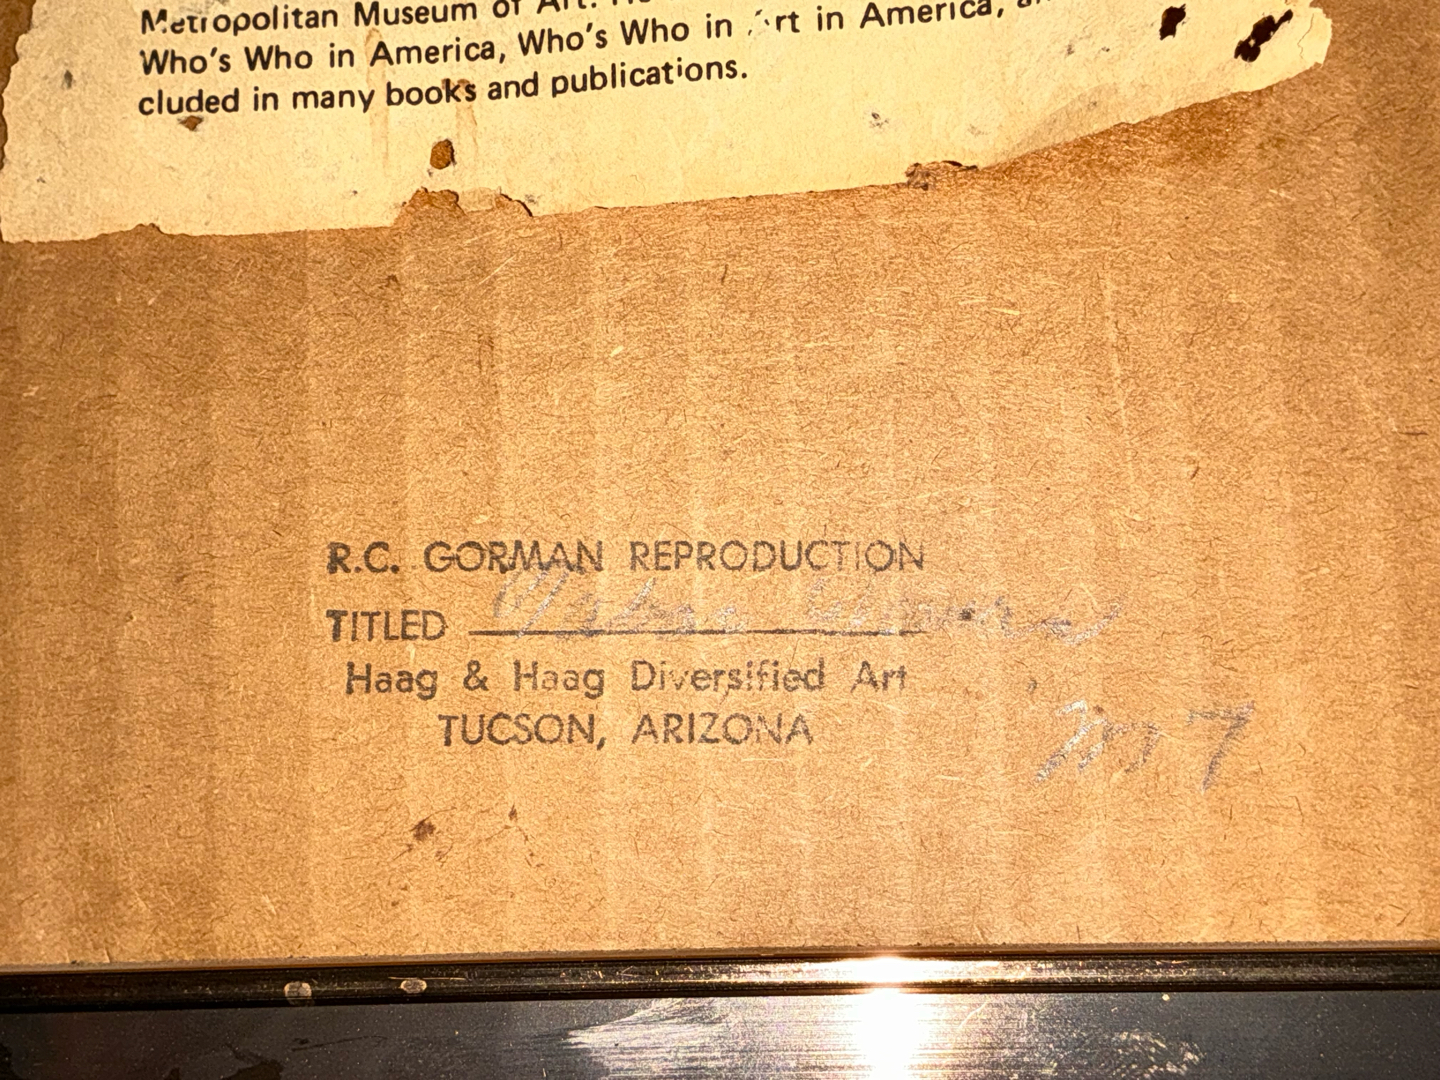 Metropolitan Museum of Art.
Who's Who in America, Who's Who in Art in America,
cluded in many books and publications.
R.C. GORMAN REPRODUCTION
TITLED
Haag & Haag Diversified Art
TUCSON, ARIZONA